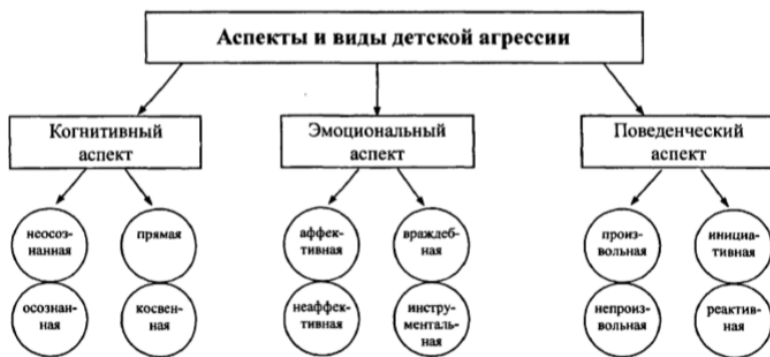 Аспекты и виды детской агрессии
Когнитивный
аспект
Эмоциональный
аспект
Поведенческий
аспект
неосоз-
нанная
прямая
аффек-
тивная
враждеб-
ная
произ-
вольная
инициа-
тивная
осознан-
ная
косвен-
ная
неаффек-
тивная
инстру-
менталь-
ная
непроиз-
вольная
реактив-
ная